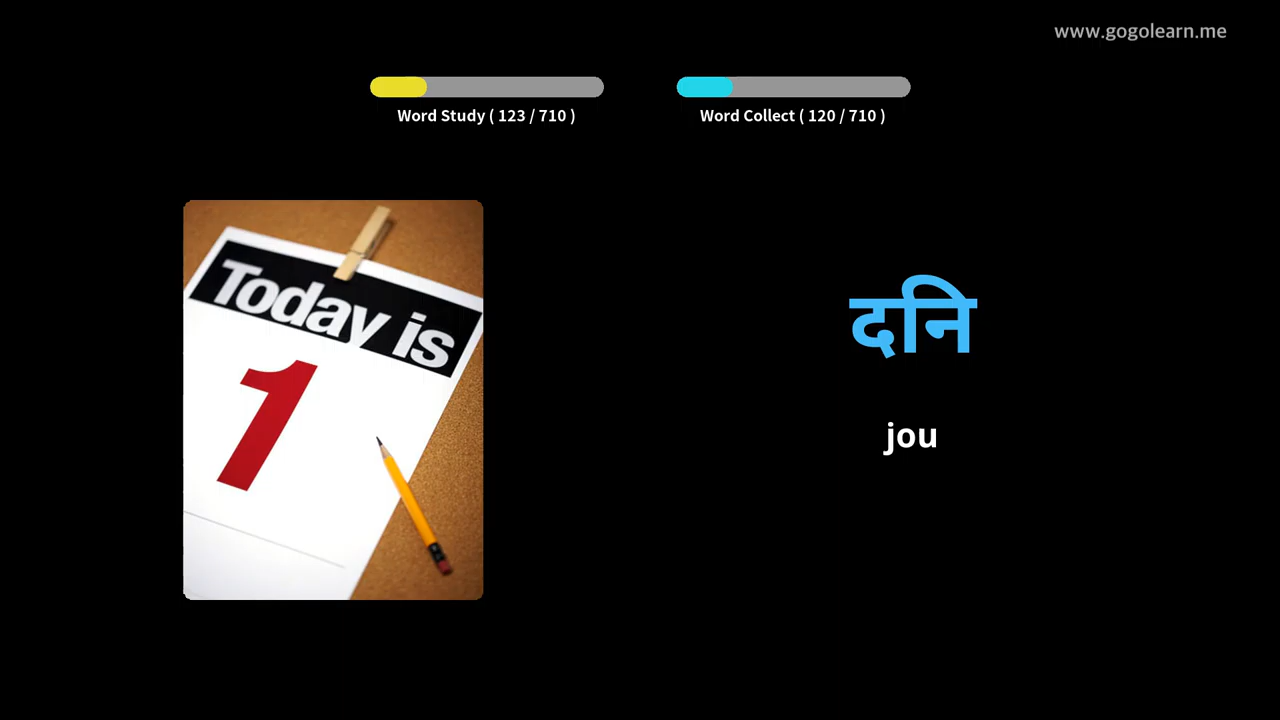 www.gogolearn.me
Word Study ( 123 / 710 )
Word Collect ( 120 / 710 )
Today is
1
दनि
jou